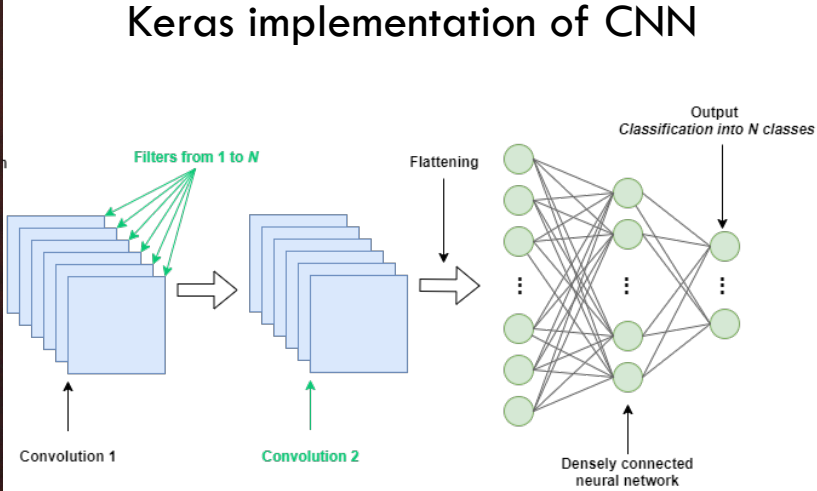 Keras implementation of CNN
Output
Classification into N classes
Filters from 1 to N
Flattening
Convolution 1
Convolution 2
Densely connected
neural network